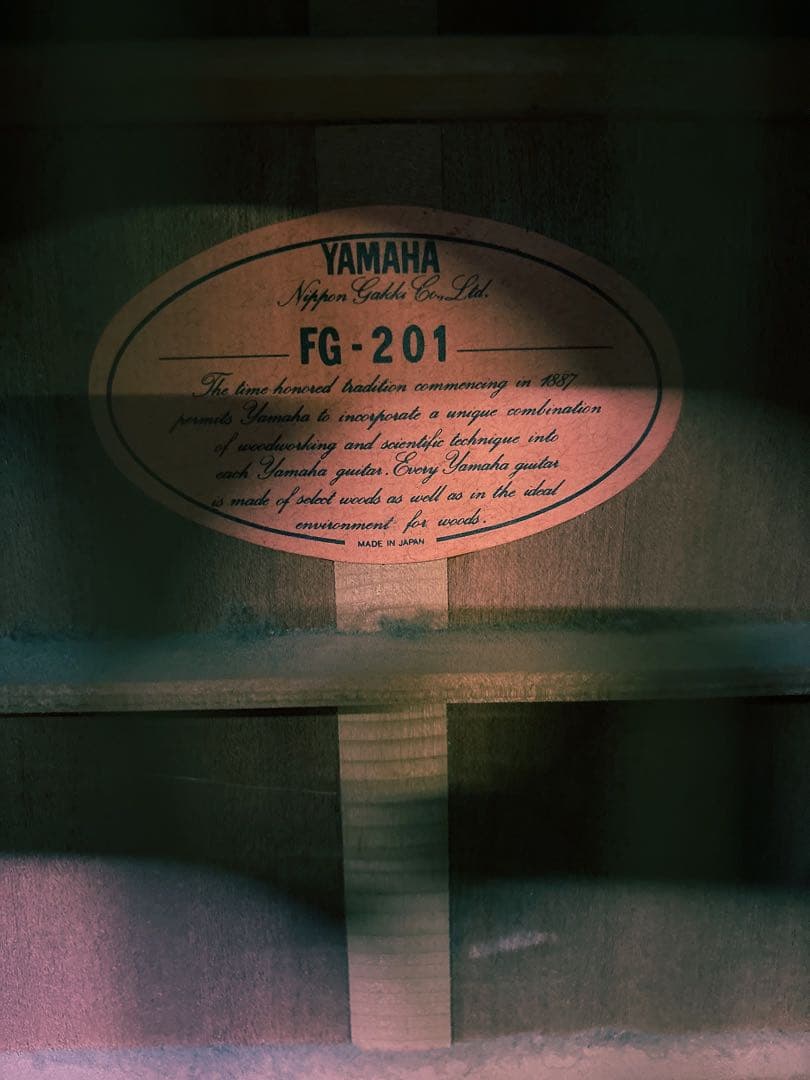 YAMAHA
Nippon Gakki Co., Ltd.
FG-201
The time-honored tradition commencing in 1887
permits Yamaha to incorporate a unique combination
of woodworking and scientific technique into
each Yamaha guitar. Every Yamaha guitar
is made of select woods as well as in the ideal
environment for woods.
MADE IN JAPAN